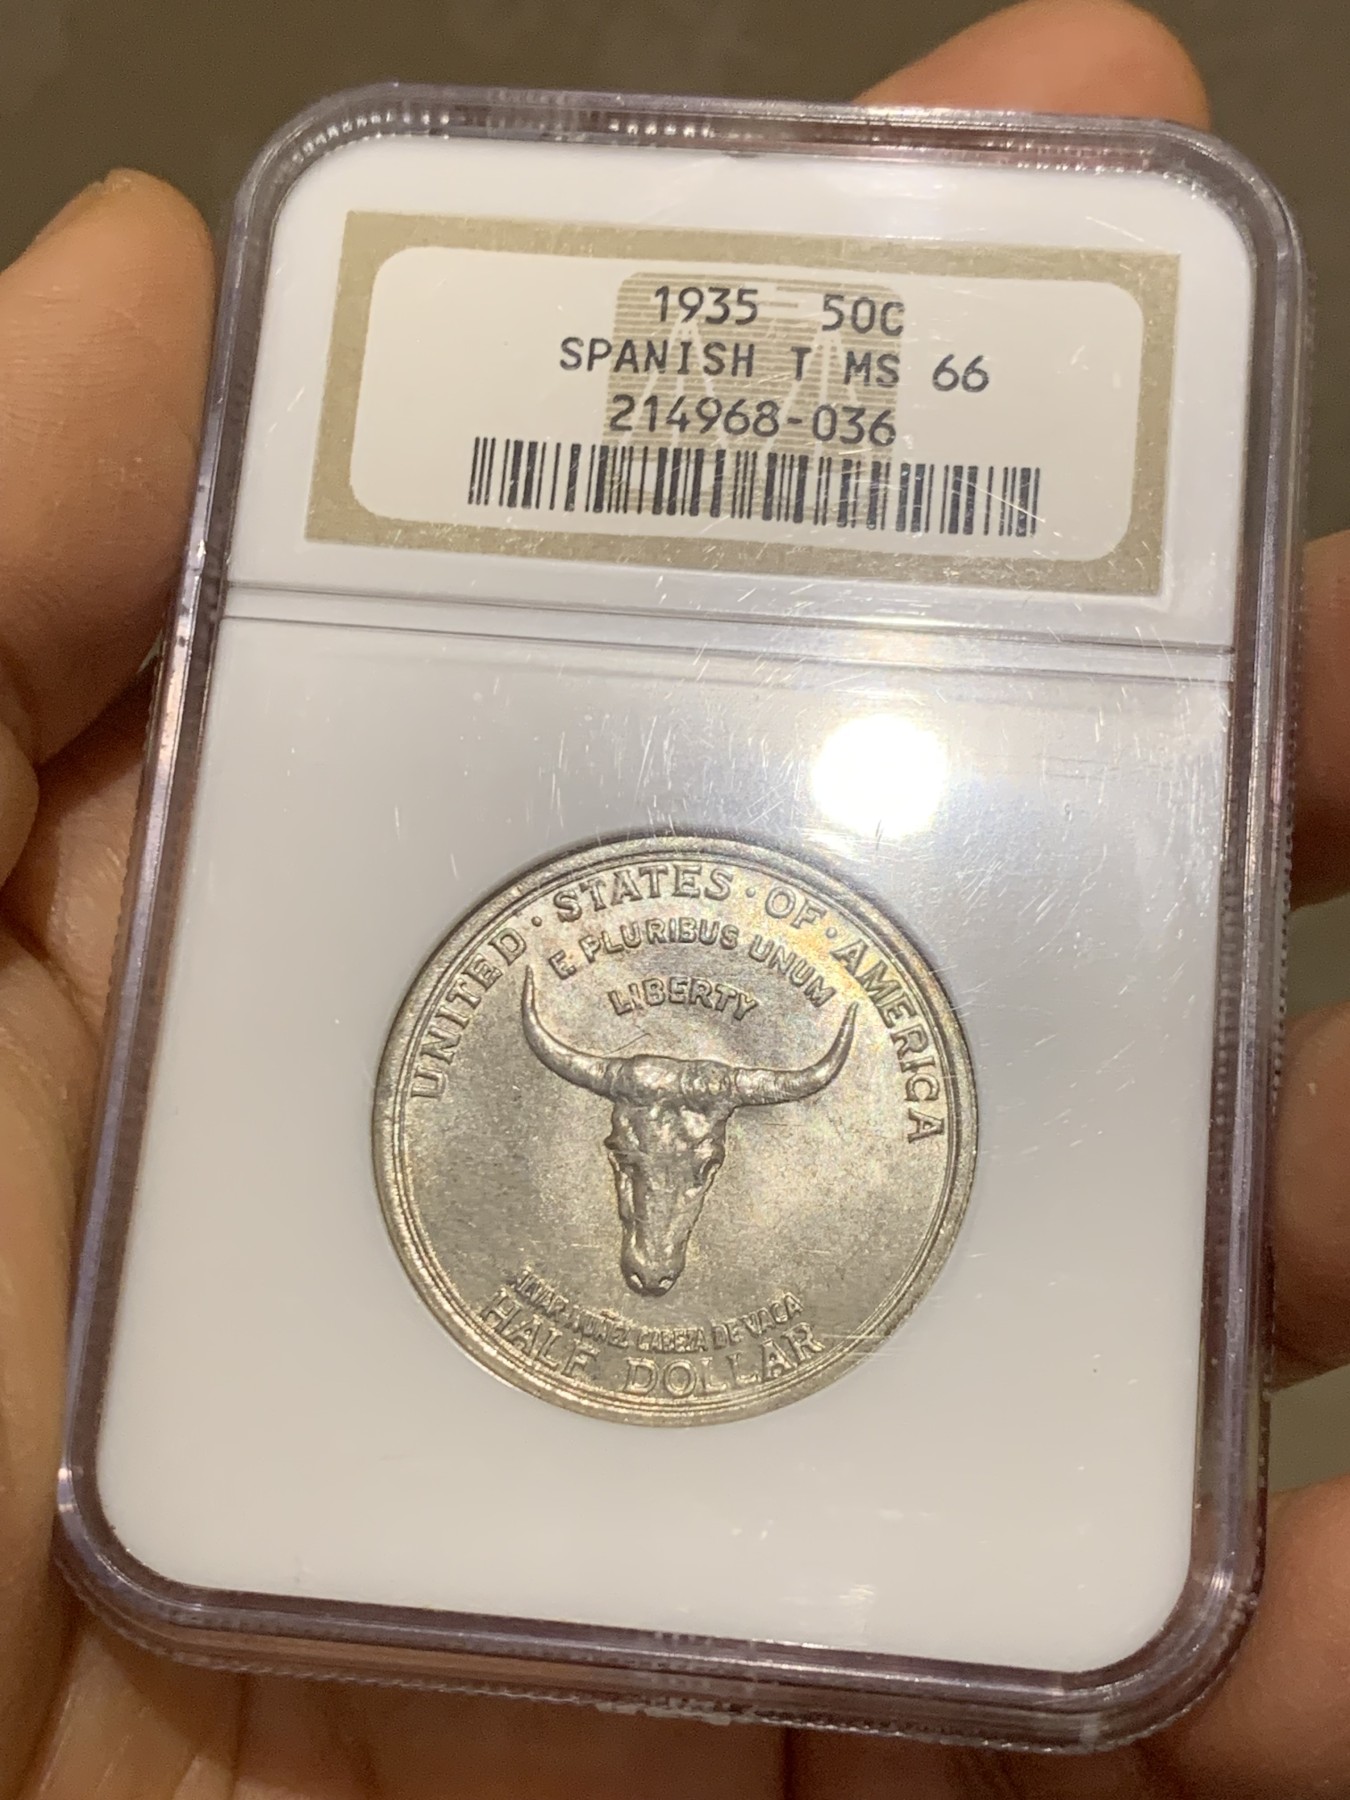 1935 50C
SPANISH T MS 66
214968-036
UNITED · STATES · OF · AMERICA
E PLURIBUS UNUM
LIBERTY
ALVAR NUÑEZ CABEZA DE VACA
HALF DOLLAR